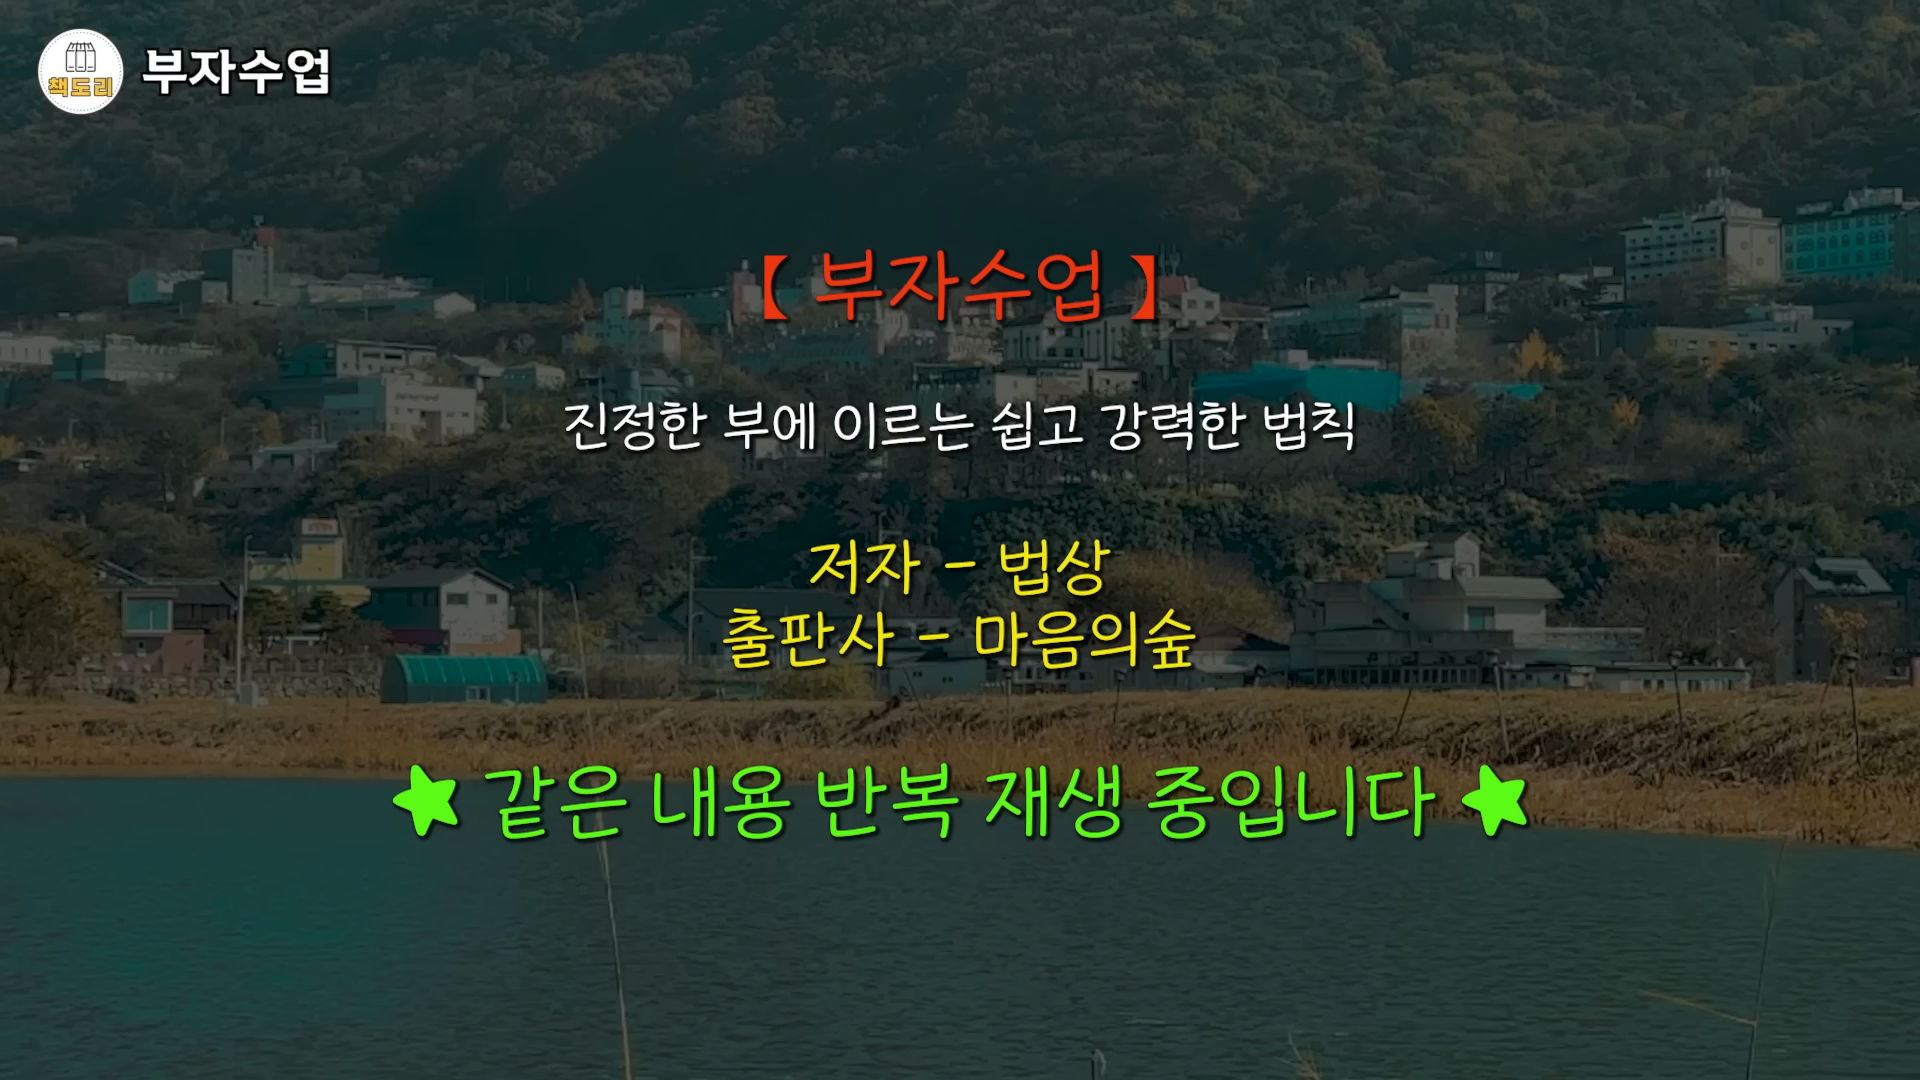 책도리
부자수업
【 부자수업 】
진정한 부에 이르는 쉽고 강력한 법칙
저자 - 법상
출판사 - 마음의숲
★ 같은 내용 반복 재생 중입니다 ★